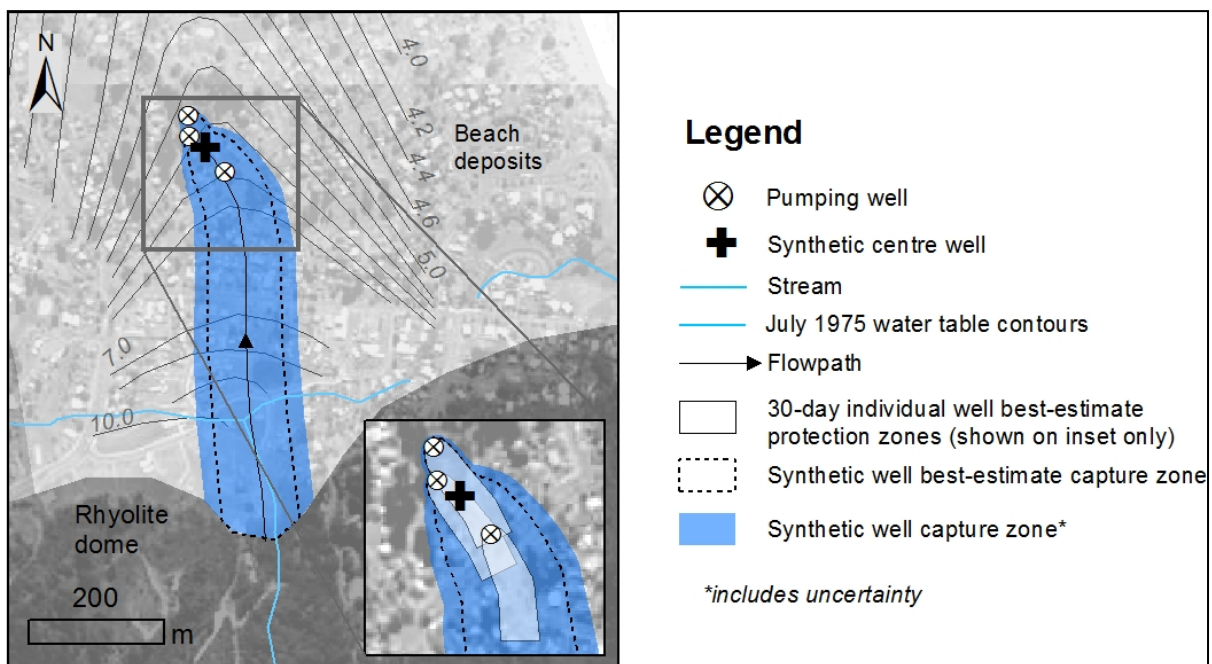 N
4.0
4.2
4.4
4.6
5.0
Beach
deposits
7.0
10.0
Rhyolite
dome
200
m
Legend
Pumping well
Synthetic centre well
Stream
July 1975 water table contours
Flowpath
30-day individual well best-estimate
protection zones (shown on inset only)
Synthetic well best-estimate capture zone
Synthetic well capture zone*
*includes uncertainty